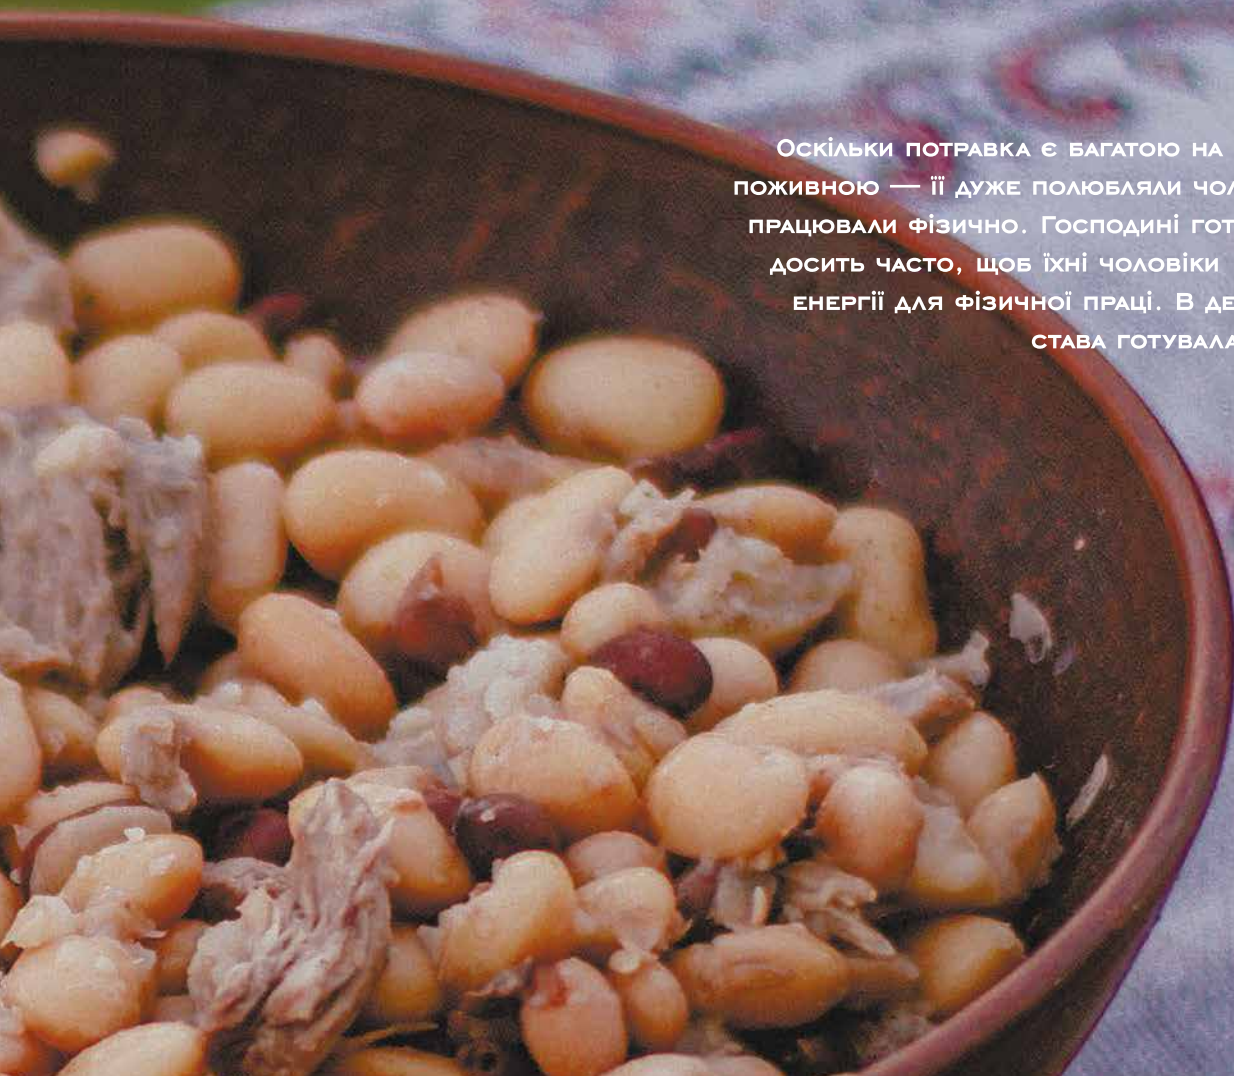 Оскільки потравка є багатою на
поживною — її дуже полюбляли чол
працювали фізично. Господині гот
досить часто, щоб їхні чоловіки
енергії для фізичної праці. В де
става готувала